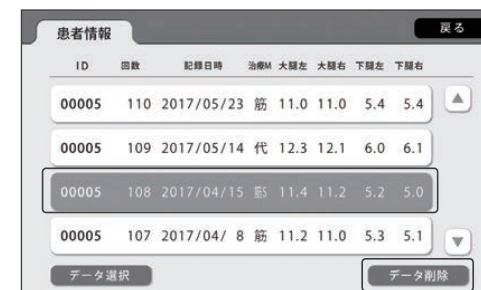 患者情報 戻る
ID 回数 記録日時 治療M 大腿左 大腿右 下腿左 下腿右
00005 110 2017/05/23 筋 11.0 11.0 5.4 5.4
00005 109 2017/05/14 代 12.3 12.1 6.0 6.1
00005 108 2017/04/15 筋 11.4 11.2 5.2 5.0
00005 107 2017/04/ 8 筋 11.2 11.0 5.3 5.1
データ選択 データ削除